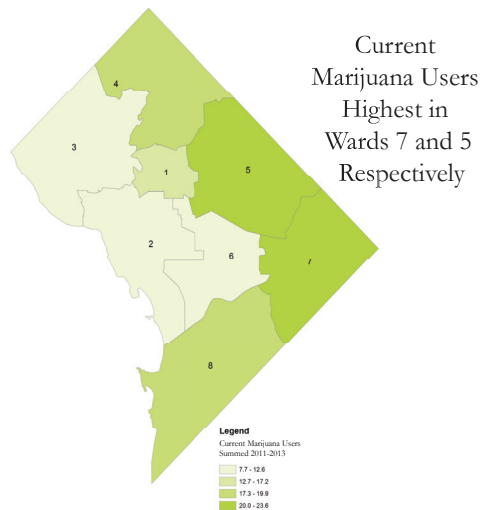 Current
Marijuana Users
Highest in
Wards 7 and 5
Respectively
4
3
1
5
2
6
7
8
Legend
Current Marijuana Users
Summed 2011-2013
7.7 - 12.6
12.7 - 17.2
17.3 - 19.9
20.0 - 23.6